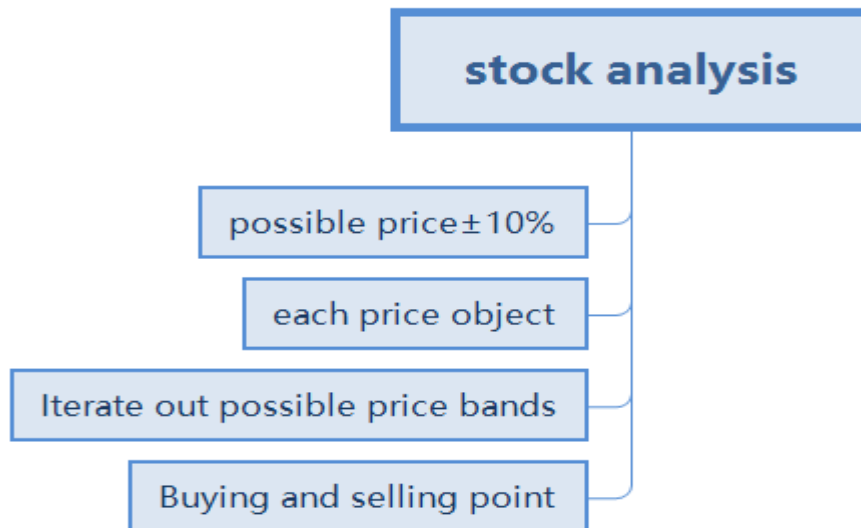 stock analysis
possible price±10%
each price object
Iterate out possible price bands
Buying and selling point